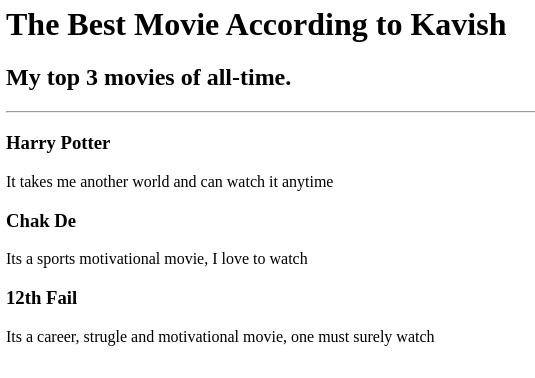 The Best Movie According to Kavish
My top 3 movies of all-time.
Harry Potter
It takes me another world and can watch it anytime
Chak De
Its a sports motivational movie, I love to watch
12th Fail
Its a career, strugle and motivational movie, one must surely watch